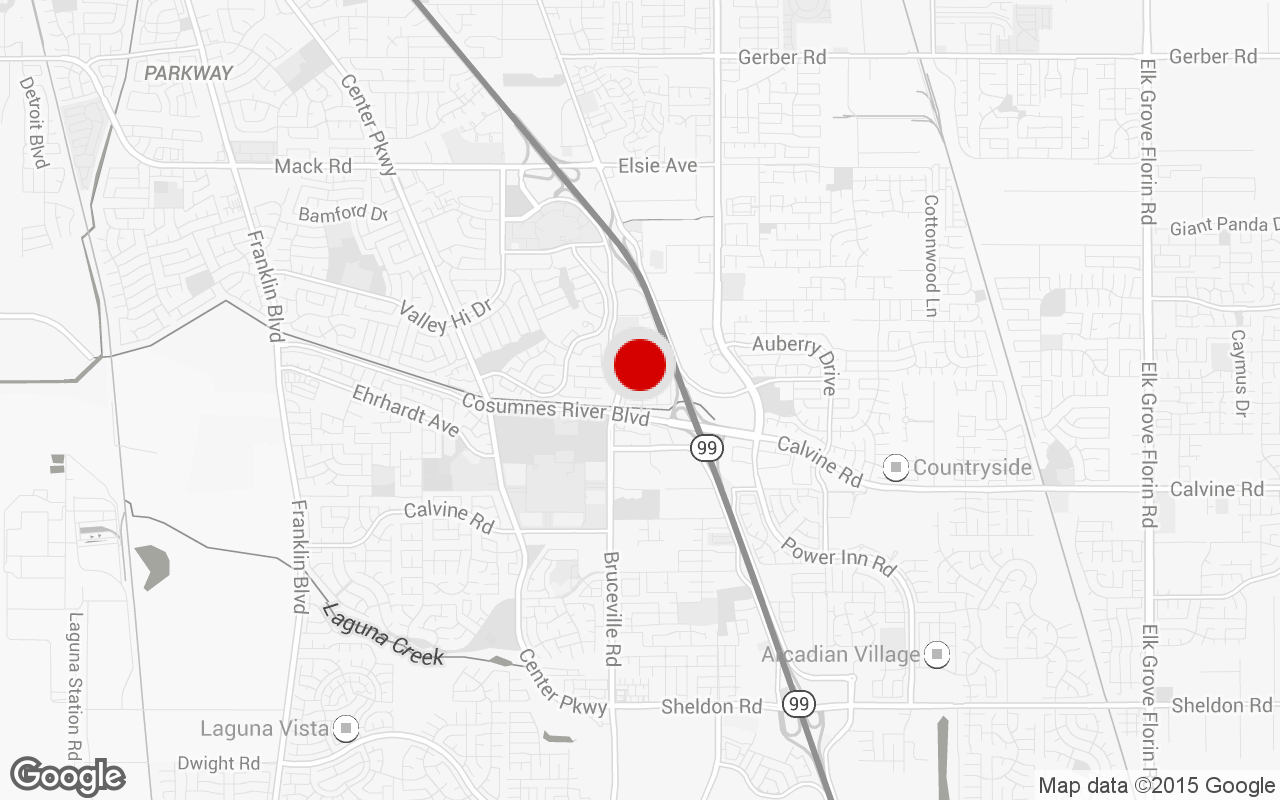 Gerber Rd
Gerber Rd
PARKWAY
Detroit Blvd
Center Pkwy
Elk Grove Florin Rd
Mack Rd
Elsie Ave
Bamford Dr
Cottonwood Ln
Giant Panda D
Franklin Blvd
Valley Hi Dr
Auberry Drive
Caymus Dr
Ehrhardt Ave
Cosumnes River Blvd
99
Calvine Rd
Countryside
Elk Grove Florin Rd
Calvine Rd
Calvine Rd
Franklin Blvd
Power Inn Rd
Bruceville Rd
Laguna Creek
Laguna Station Rd
Arcadian Village
Center Pkwy
Elk Grove Florin
Sheldon Rd
99
Sheldon Rd
Laguna Vista
Dwight Rd
Google
Map data ©2015 Google